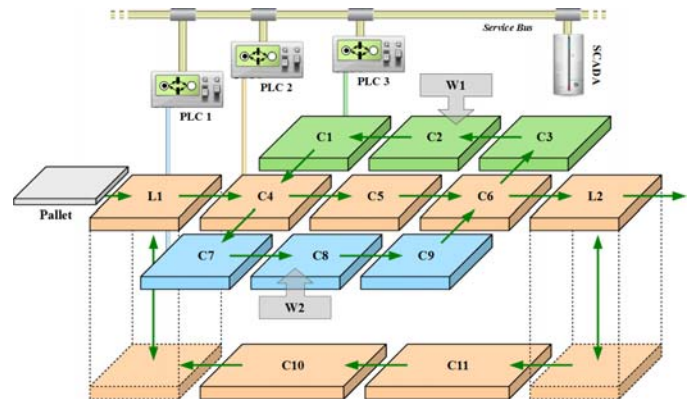 Service Bus
SCADA
PLC 1
PLC 2
PLC 3
W1
C1
C2
C3
Pallet
L1
C4
C5
C6
L2
C7
C8
C9
W2
C10
C11